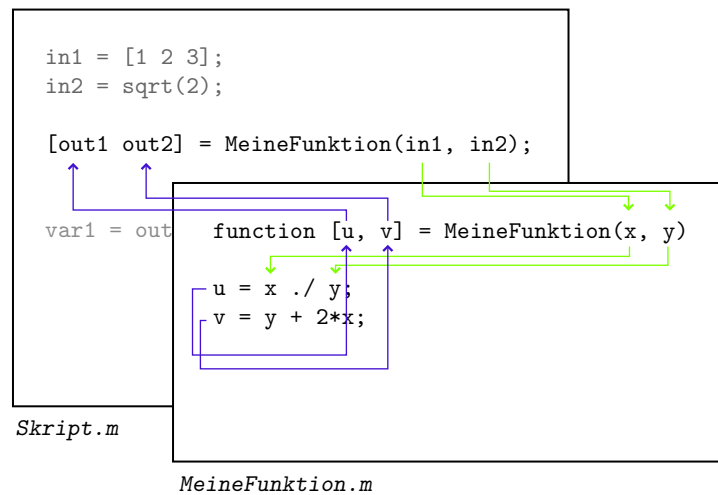 in1 = [1 2 3];
in2 = sqrt(2);
[out1 out2] = MeineFunktion(in1, in2);
var1 = out
function [u, v] = MeineFunktion(x, y)
u = x ./ y;
v = y + 2*x;
Skript.m
MeineFunktion.m